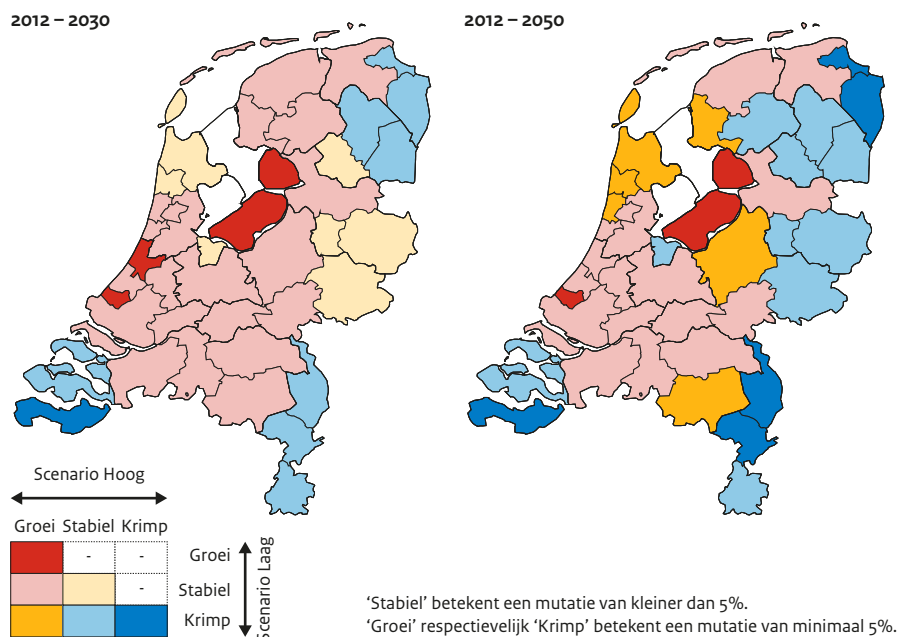 2012 – 2030
2012 – 2050
Scenario Hoog
Groei Stabiel Krimp
- - Groei
- Stabiel
Krimp
Scenario Laag
‘Stabiel’ betekent een mutatie van kleiner dan 5%.
‘Groei’ respectievelijk ‘Krimp’ betekent een mutatie van minimaal 5%.